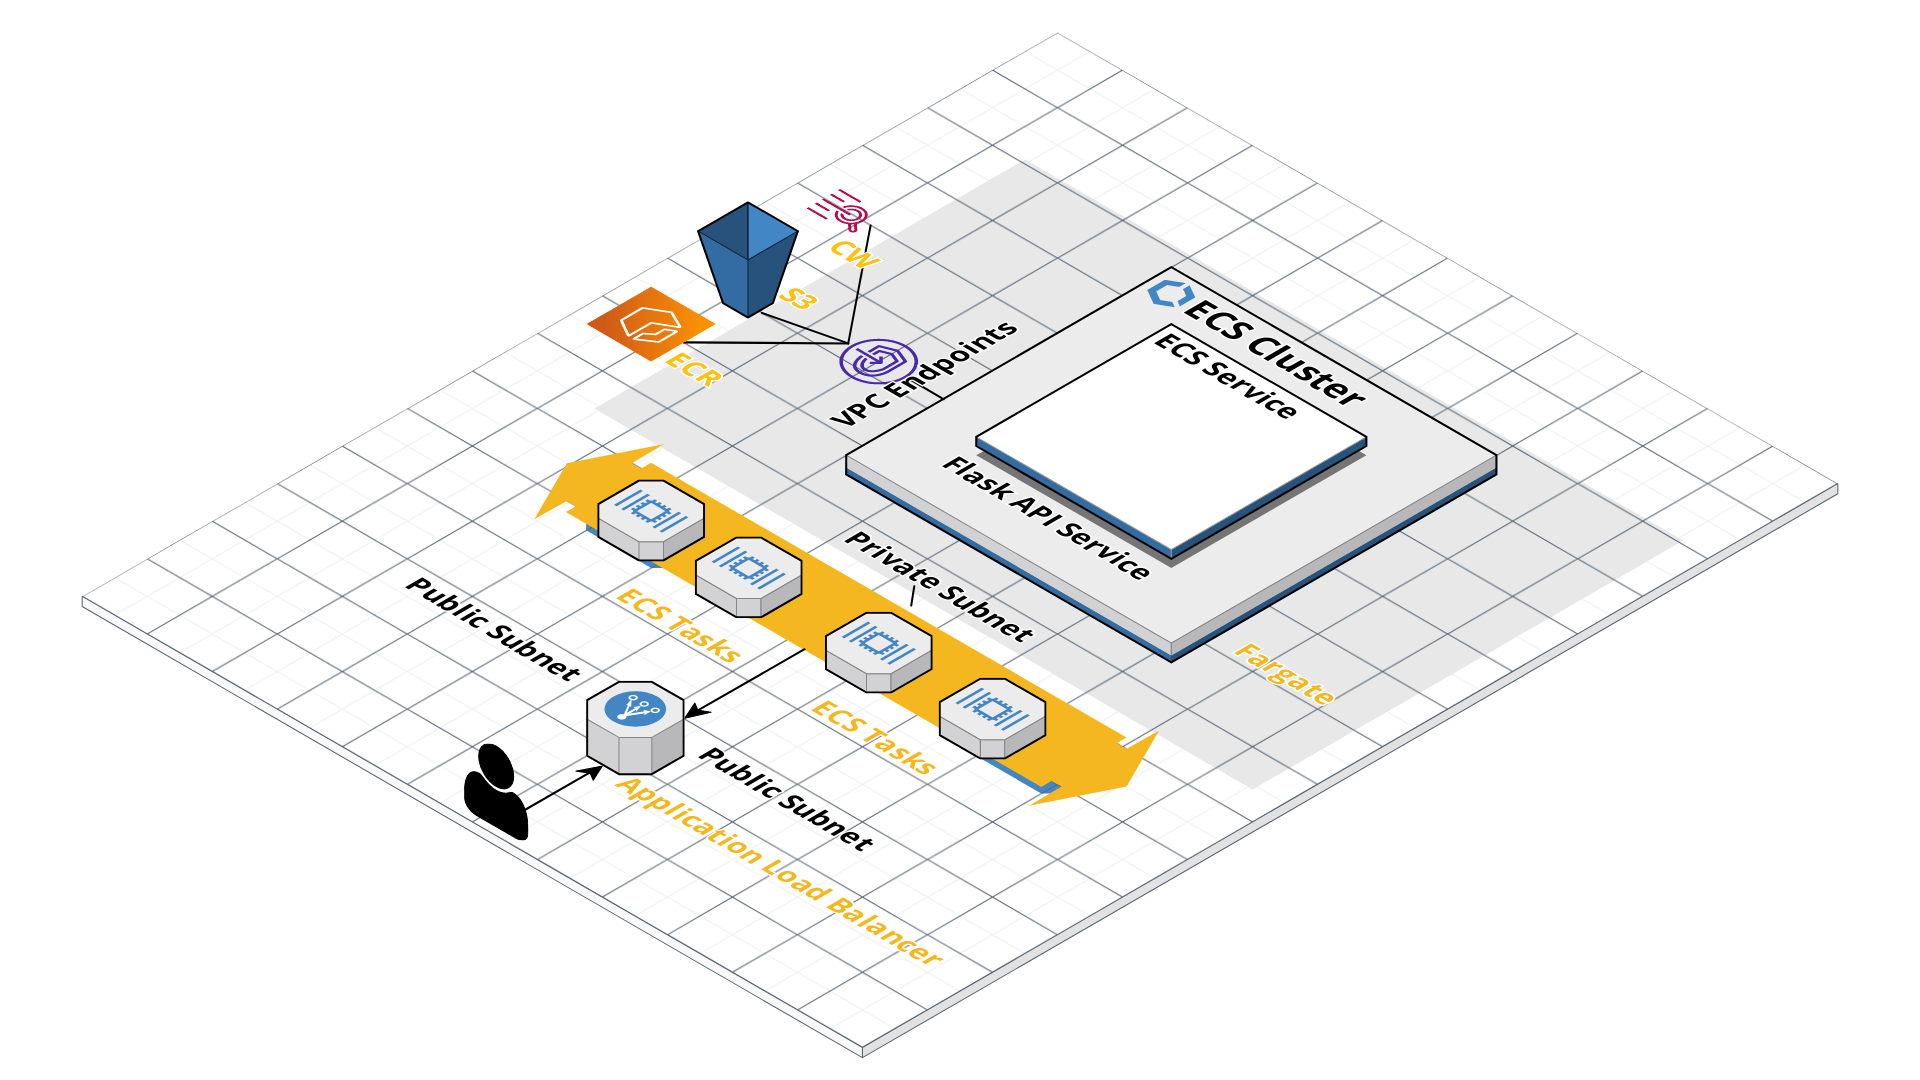 CW
S3
ECR
VPC Endpoints
ECS Cluster
ECS Service
Flask API Service
Private Subnet
Public Subnet
ECS Tasks
Fargate
ECS Tasks
Public Subnet
Application Load Balancer